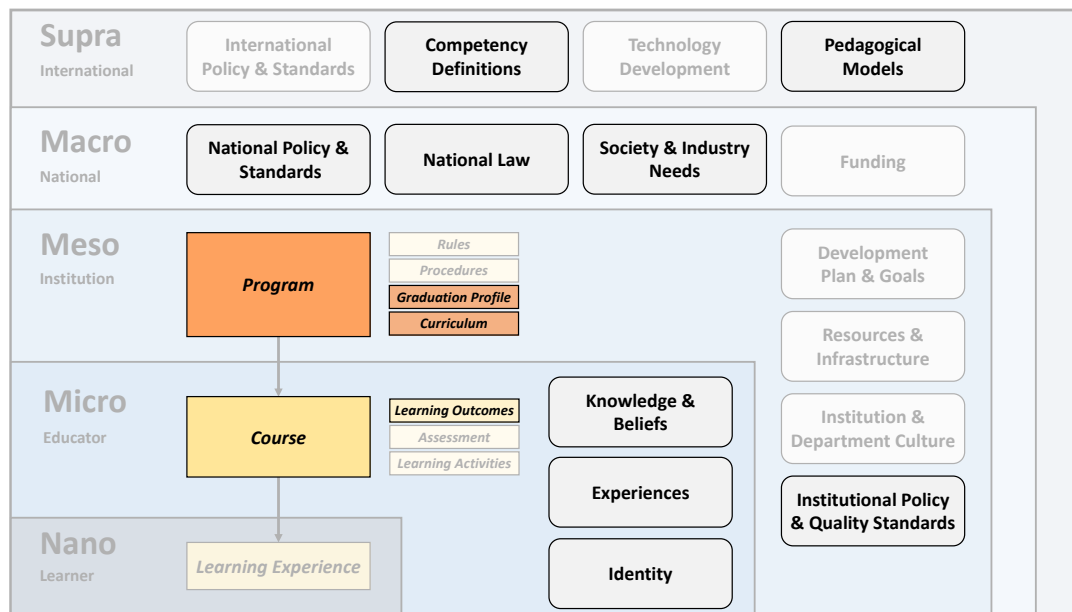 Supra
International
International
Policy & Standards
Competency
Definitions
Technology
Development
Pedagogical
Models
Macro
National
National Policy &
Standards
National Law
Society & Industry
Needs
Funding
Meso
Institution
Program
Rules
Procedures
Graduation Profile
Curriculum
Development
Plan & Goals
Resources &
Infrastructure
Institution &
Department Culture
Institutional Policy
& Quality Standards
Micro
Educator
Course
Learning Outcomes
Assessment
Learning Activities
Knowledge &
Beliefs
Experiences
Identity
Nano
Learner
Learning Experience